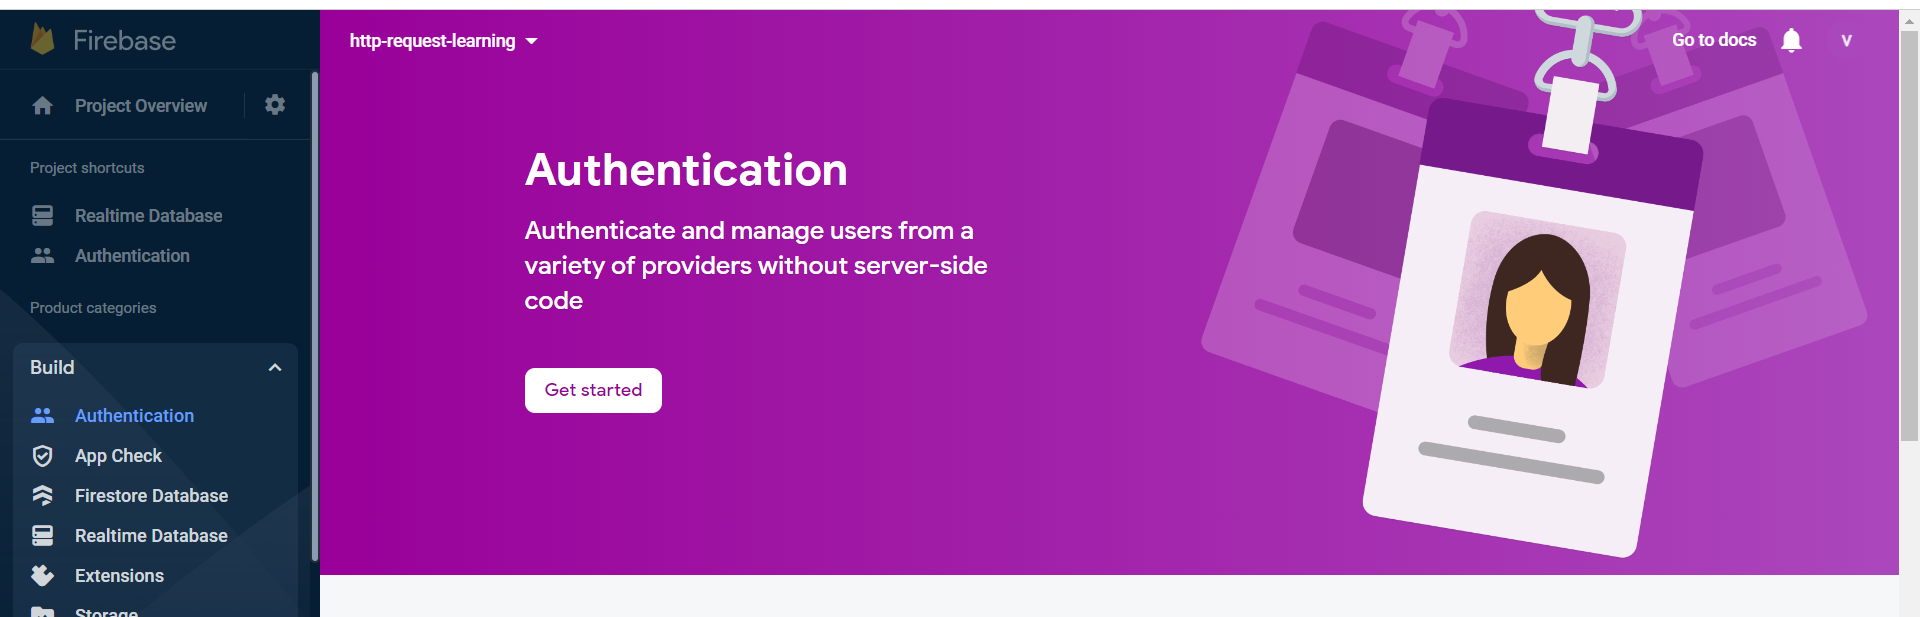 Firebase
Project Overview
Project shortcuts
Realtime Database
Authentication
Product categories
Build
Authentication
App Check
Firestore Database
Realtime Database
Extensions
Storage
http-request-learning
Go to docs
V
Authentication
Authenticate and manage users from a
variety of providers without server-side
code
Get started